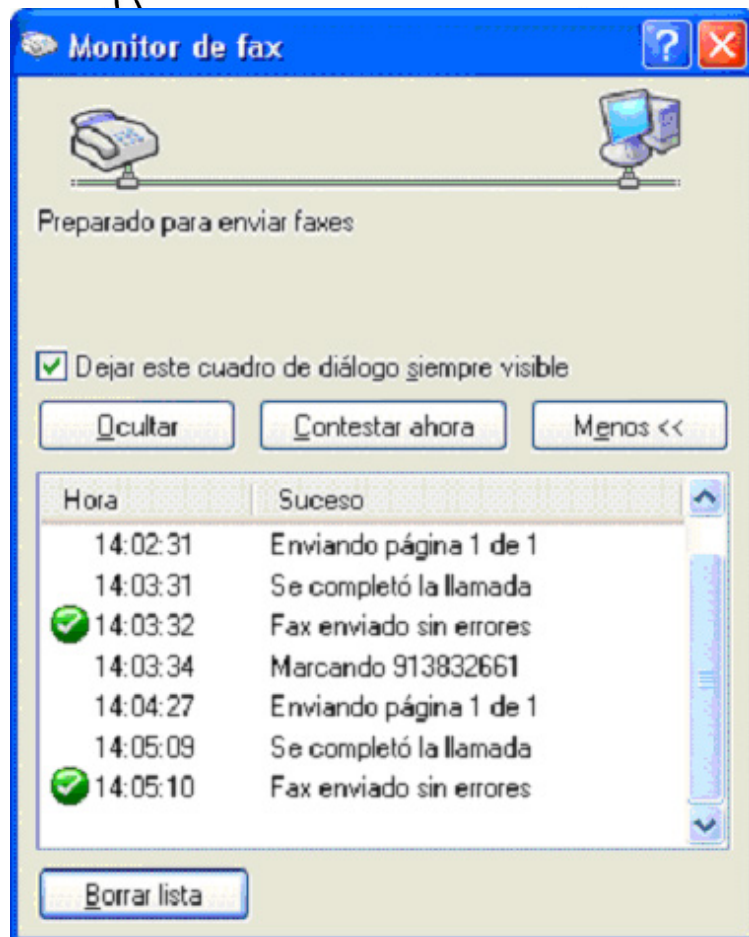 Monitor de fax
Preparado para enviar faxes
Dejar este cuadro de diálogo siempre visible
Ocultar Contestar ahora Menos <<
Hora Suceso
14:02:31 Enviando página 1 de 1
14:03:31 Se completó la llamada
14:03:32 Fax enviado sin errores
14:03:34 Marcando 913832661
14:04:27 Enviando página 1 de 1
14:05:09 Se completó la llamada
14:05:10 Fax enviado sin errores
Borrar lista